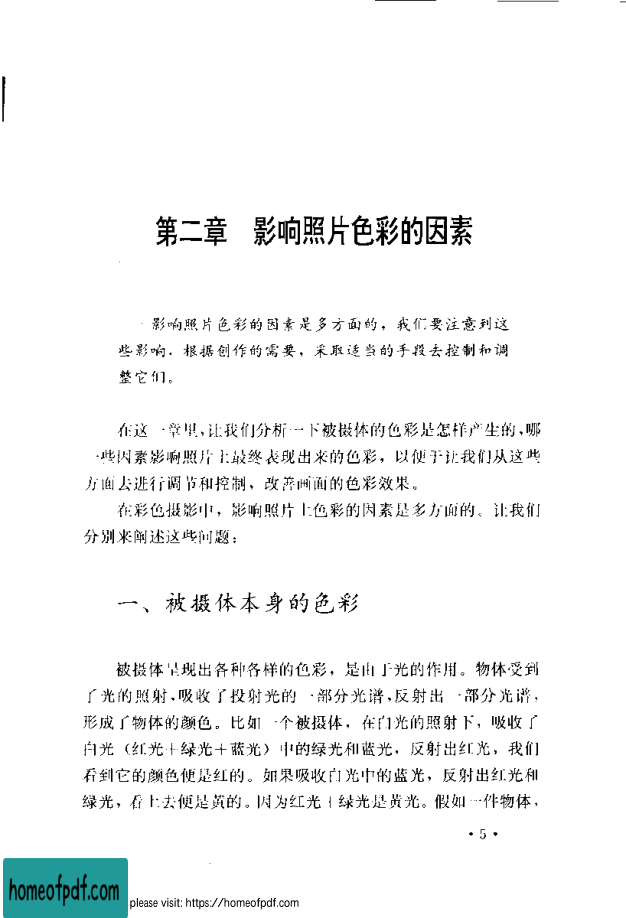 第二章 影响照片色彩的因素
影响照片色彩的因素是多方面的，我们要注意到这
些影响．根据创作的需要，采取适当的手段去控制和调
整它们。
在这一章里，让我们分析一下被摄体的色彩是怎样产生的，哪
一些因素影响照片上最终表现出来的色彩，以便于让我们从这些
方面去进行调节和控制，改善画面的色彩效果。
在彩色摄影中，影响照片上色彩的因素是多方面的。让我们
分别来阐述这些问题：
一、被摄体本身的色彩
被摄体呈现出各种各样的色彩，是由于光的作用。物体受到
了光的照射、吸收了投射光的一部分光谱，反射出一部分光谱，
形成了物体的颜色。比如一个被摄体，在白光的照射下，吸收了
白光（红光＋绿光＋蓝光）中的绿光和蓝光，反射出红光，我们
看到它的颜色便是红的。如果吸收白光中的蓝光，反射出红光和
绿光，看上去便是黄的。因为红光＋绿光是黄光。假如一件物体，
•5•
homeofpdf.com
please visit: https://homeofpdf.com